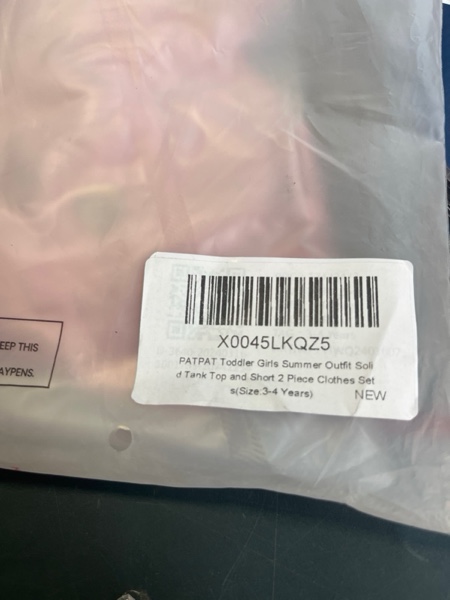 EEP THIS
AYPENS.
X0045LKQZ5
PATPAT Toddler Girls Summer Outfit Soli
d Tank Top and Short 2 Piece Clothes Set
s(Size:3-4 Years) NEW